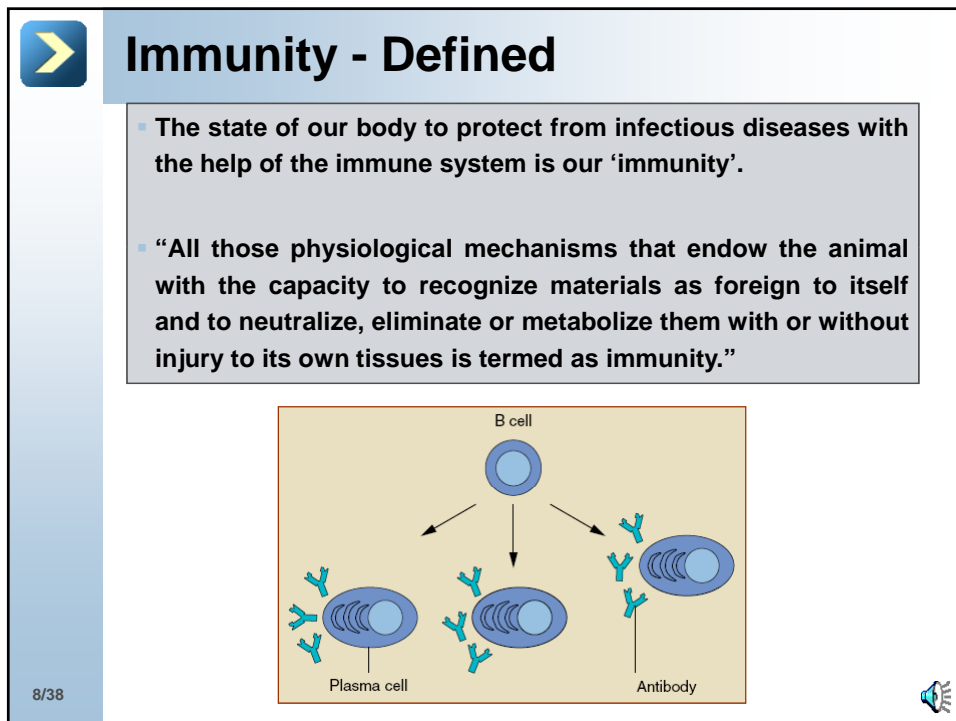 Immunity - Defined
▪ The state of our body to protect from infectious diseases with
the help of the immune system is our ‘immunity’.
▪ “All those physiological mechanisms that endow the animal
with the capacity to recognize materials as foreign to itself
and to neutralize, eliminate or metabolize them with or without
injury to its own tissues is termed as immunity.”
B cell
Plasma cell
Antibody
8/38